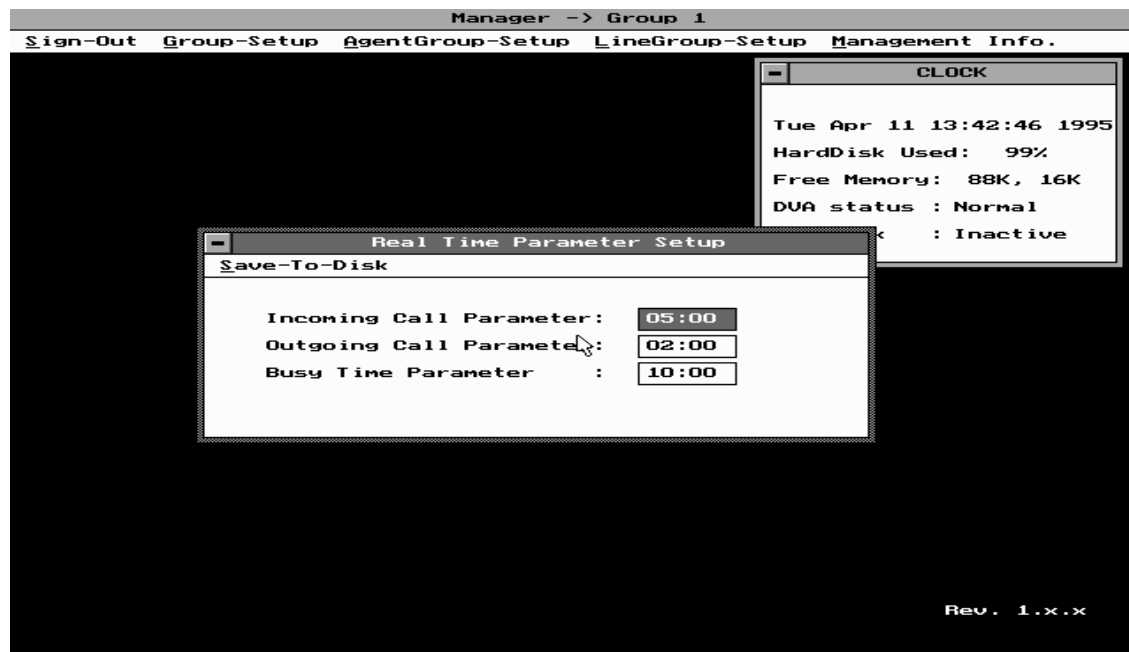 Manager -> Group 1
Sign-Out Group-Setup AgentGroup-Setup LineGroup-Setup Management Info.
CLOCK
Tue Apr 11 13:42:46 1995
HardDisk Used: 99%
Free Memory: 88K, 16K
DVA status : Normal
: Inactive
Real Time Parameter Setup
Save-To-Disk
Incoming Call Parameter: 05:00
Outgoing Call Parameter: 02:00
Busy Time Parameter : 10:00
Rev. 1.x.x